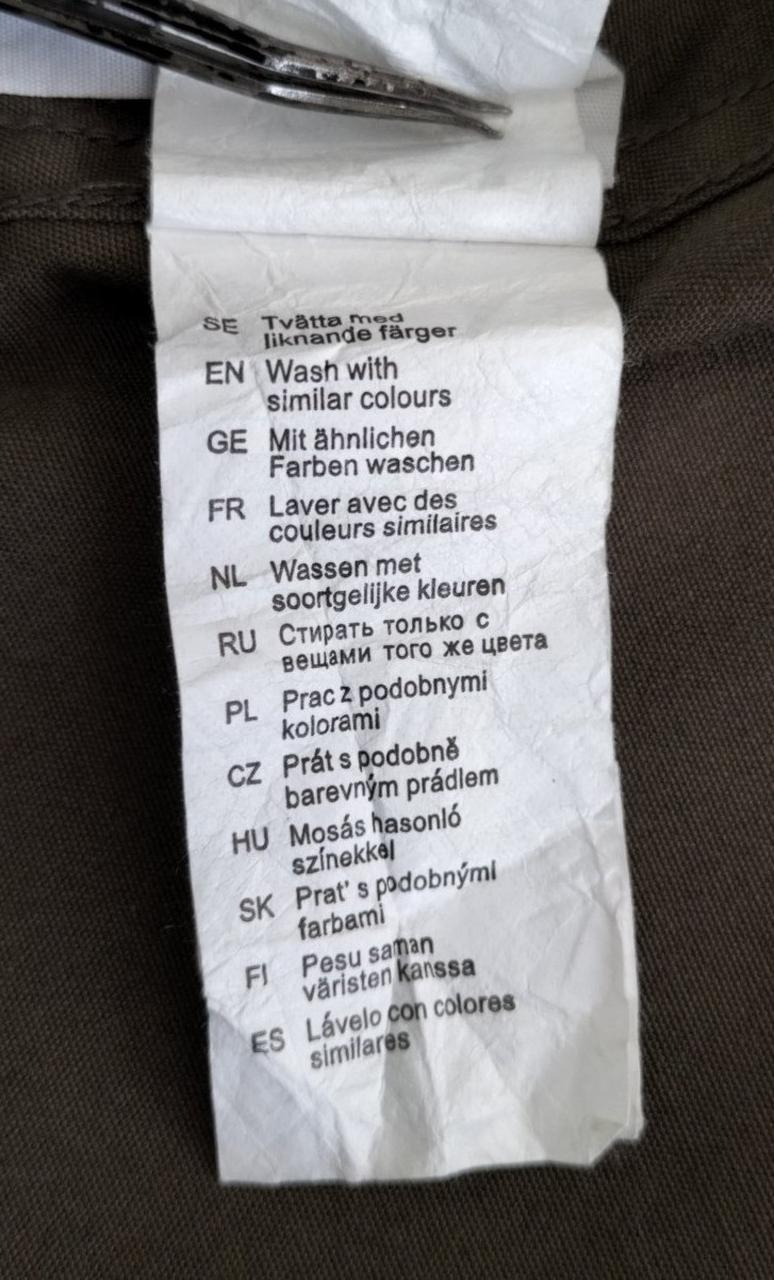 SE Tvätta med
liknande färger
EN Wash with
similar colours
GE Mit ähnlichen
Farben waschen
FR Laver avec des
couleurs similaires
NL Wassen met
soortgelijke kleuren
RU Стирать только с
вещами того же цвета
PL Prac z podobnymi
kolorami
CZ Prát s podobně
barevným prádlem
HU Mosás hasonló
színekkel
SK Prat' s podobnými
farbami
FI Pesu saman
väristen kanssa
ES Lávelo con colores
similares